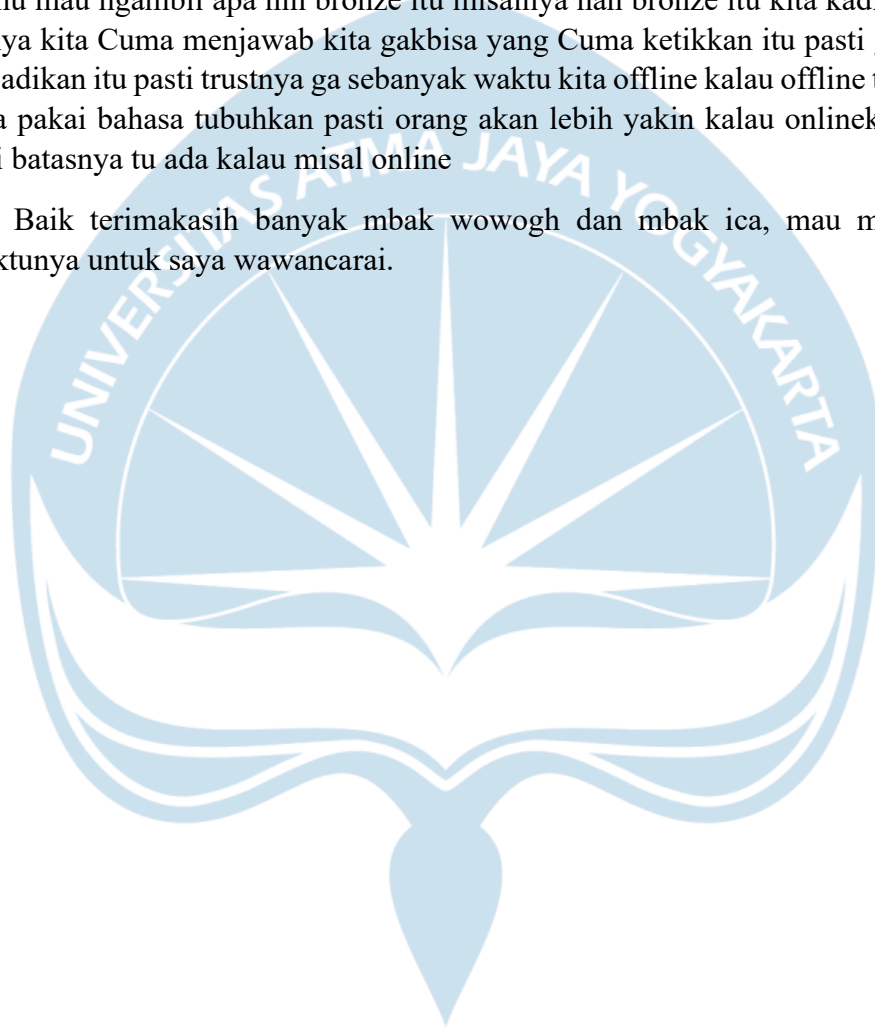 mau ngambil apa nih bronze itu misalnya nah bronze itu kita
ya kita Cuma menjawab kita gakbisa yang Cuma ketikkan itu pasti
adikan itu pasti trustnya ga sebanyak waktu kita offline kalau offline
pakai bahasa tubuhkan pasti orang akan lebih yakin kalau
batasnya tu ada kalau misal online
Baik terimakasih banyak mbak wowogh dan mbak ica, mau
ktunya untuk saya wawancarai.
UNIVERSITAS ATMA JAYA YOGYAKARTA